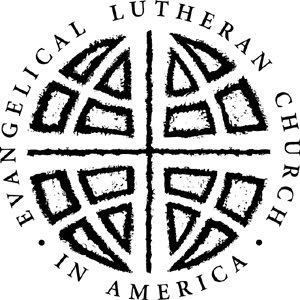 EVANGELICAL LUTHERAN CHURCH
· IN AMERICA ·